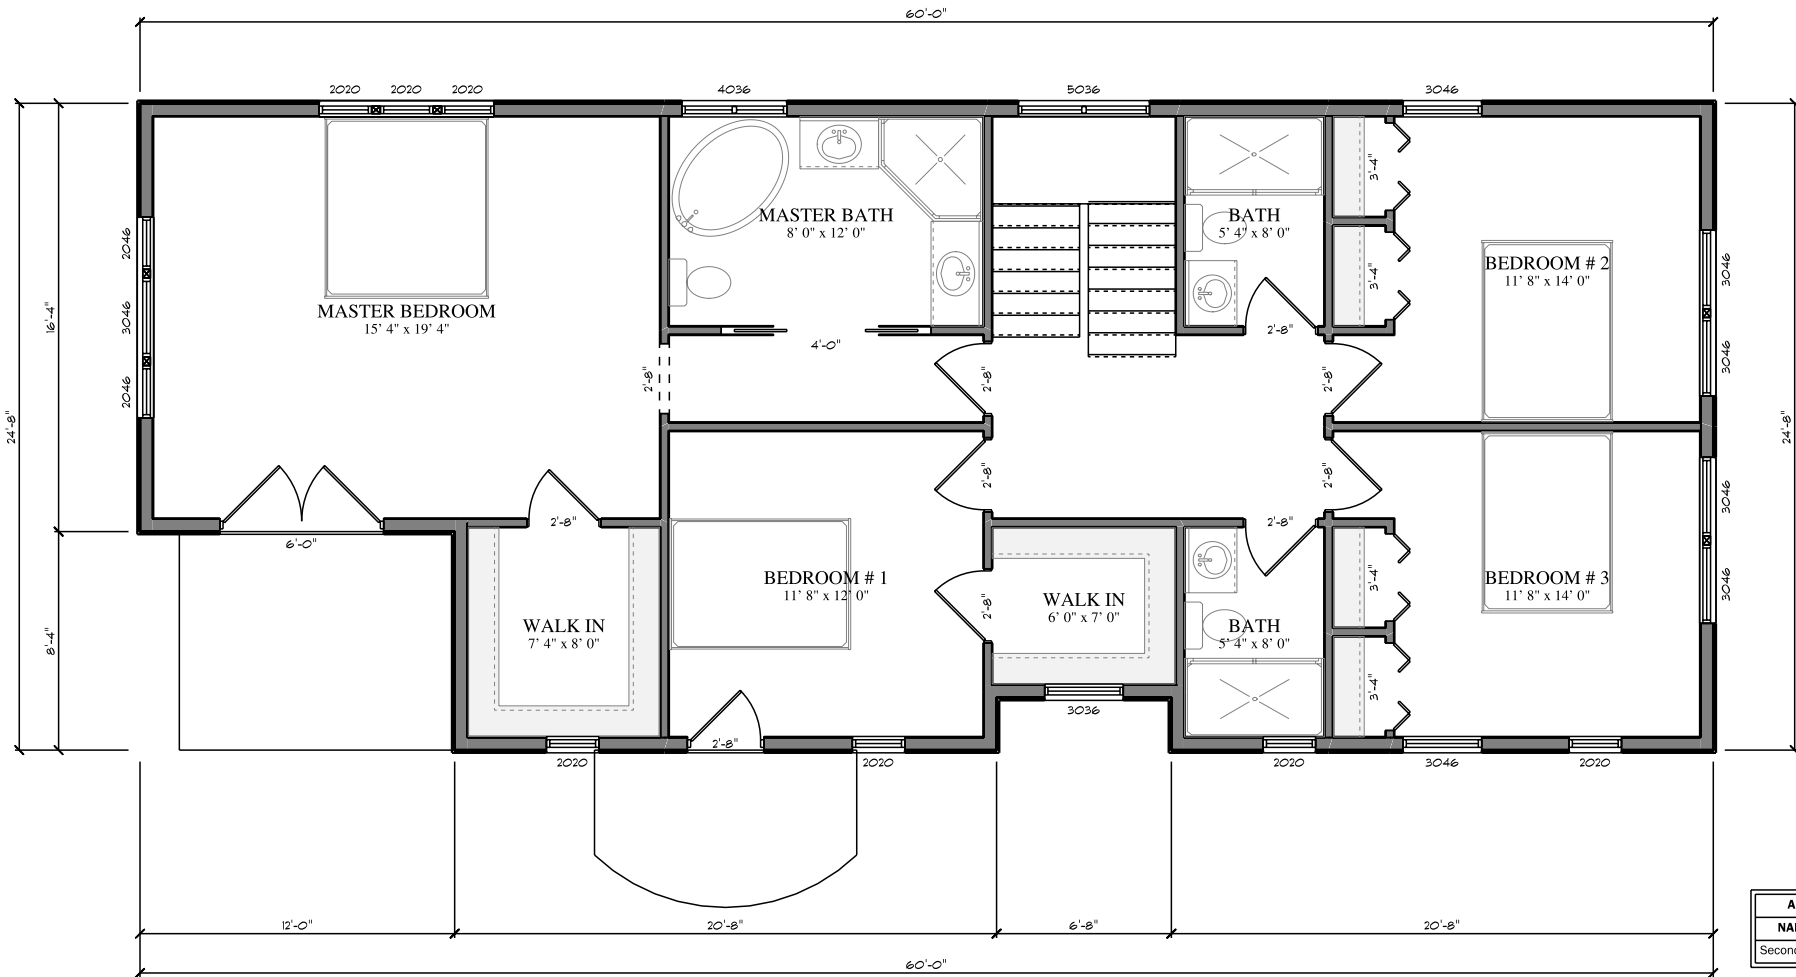 60'-0"
2020
2020
2020
4036
5036
3046
2046
3046
2046
16'-4"
24'-8"
8'-4"
MASTER BEDROOM
15' 4" x 19' 4"
MASTER BATH
8' 0" x 12' 0"
4'-0"
2'-8"
2'-8"
BATH
5' 4" x 8' 0"
2'-8"
3'-4"
3'-4"
2'-8"
BEDROOM # 2
11' 8" x 14' 0"
3046
3046
24'-8"
6'-0"
2'-8"
WALK IN
7' 4" x 8' 0"
BEDROOM # 1
11' 8" x 12' 0"
2'-8"
2'-8"
2'-8"
WALK IN
6' 0" x 7' 0"
2'-8"
2'-8"
BATH
5' 4" x 8' 0"
3'-4"
3'-4"
BEDROOM # 3
11' 8" x 14' 0"
3046
3046
2020
2020
3036
2020
3046
2020
12'-0"
20'-8"
6'-8"
20'-8"
60'-0"
A
NA
Second